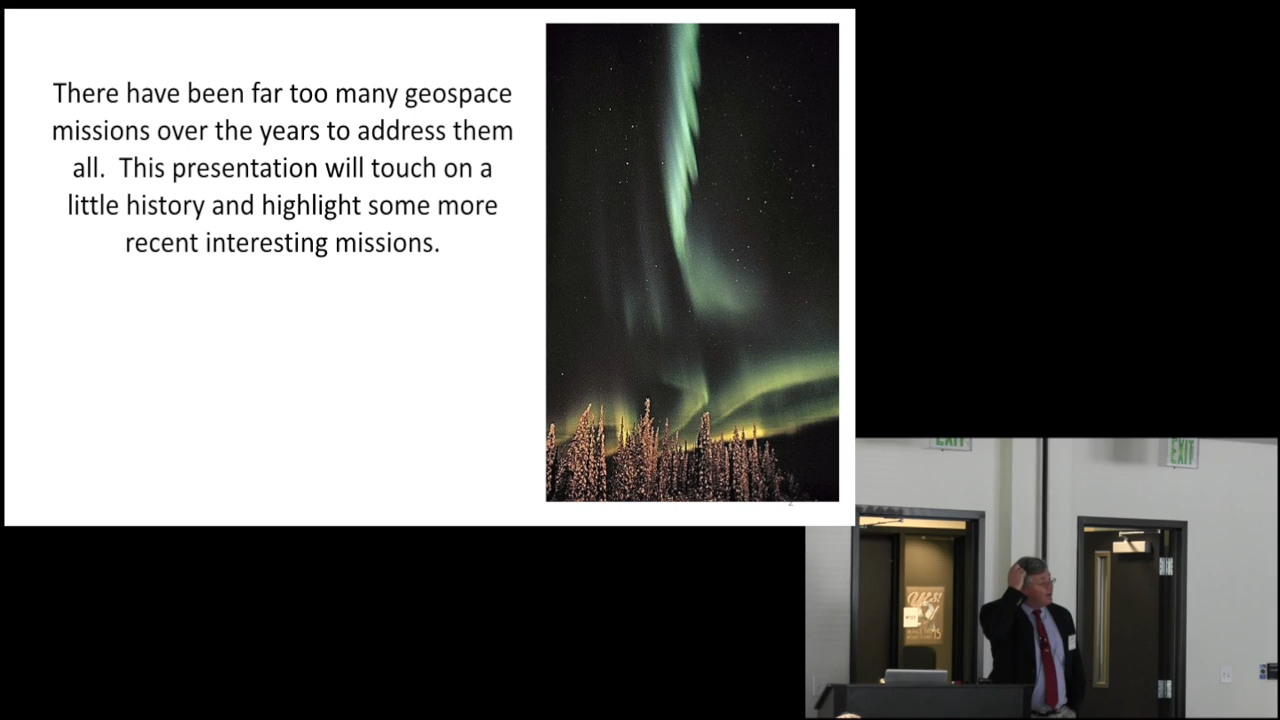 There have been far too many geospace
missions over the years to address them
all.  This presentation will touch on a
little history and highlight some more
recent interesting missions.
2
EXIT
EXIT